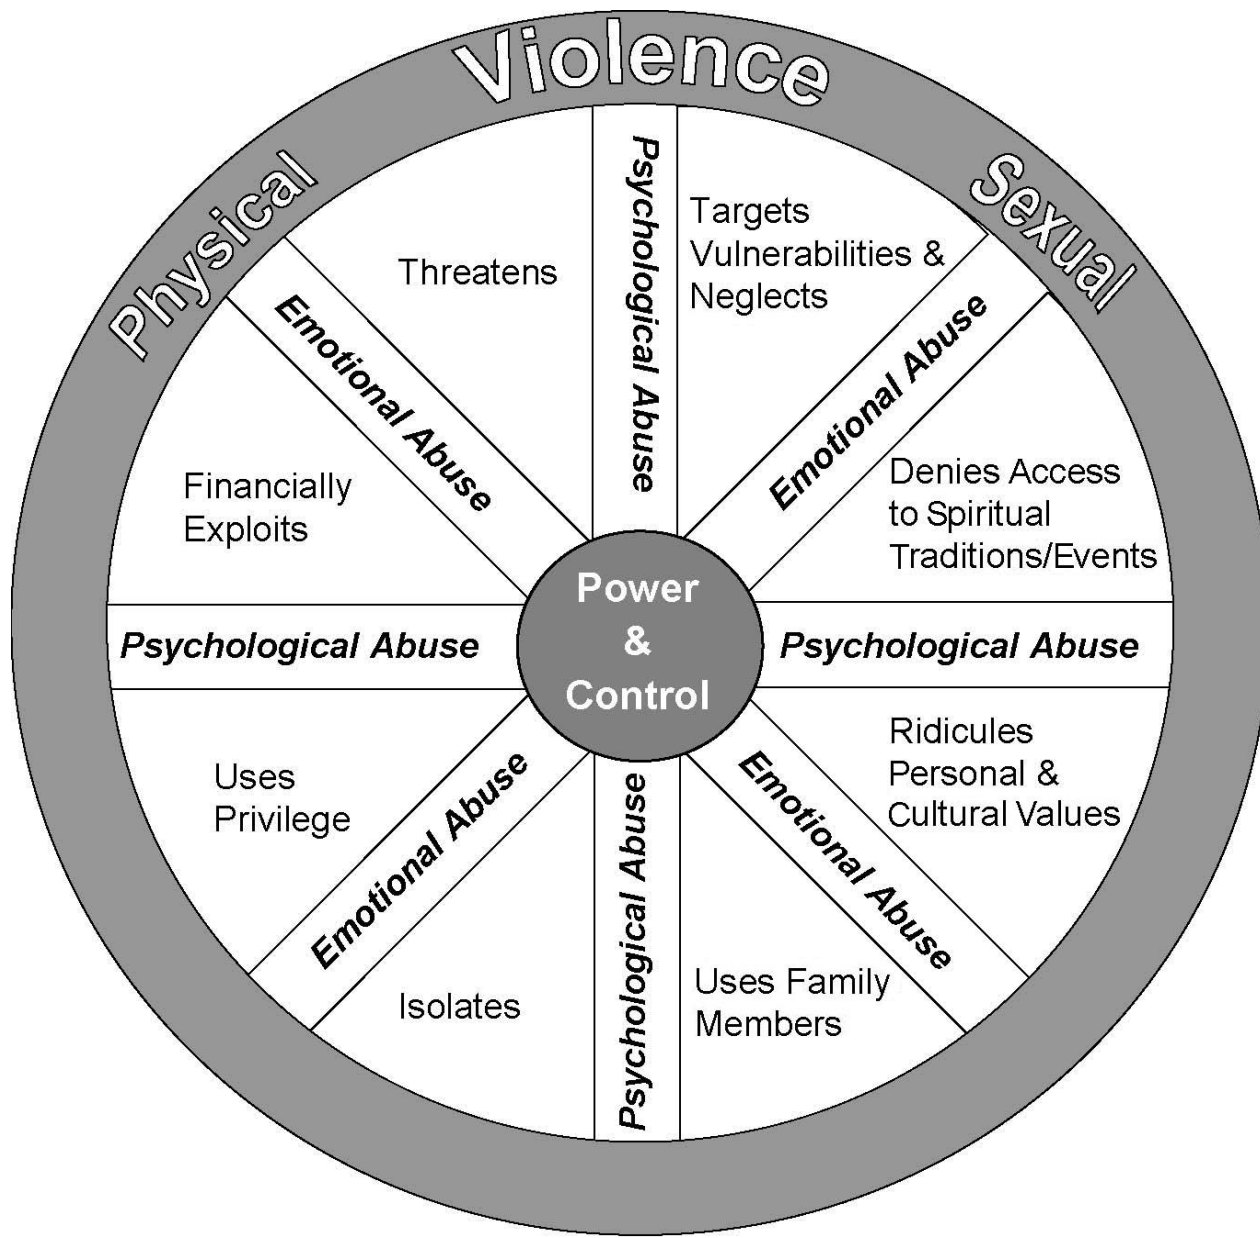 Violence
Physical
Sexual
Psychological Abuse
Threatens
Targets
Vulnerabilities &
Neglects
Emotional Abuse
Emotional Abuse
Financially
Exploits
Denies Access
to Spiritual
Traditions/Events
Power
&
Control
Psychological Abuse
Psychological Abuse
Uses
Privilege
Ridicules
Personal &
Cultural Values
Emotional Abuse
Emotional Abuse
Isolates
Psychological Abuse
Uses Family
Members